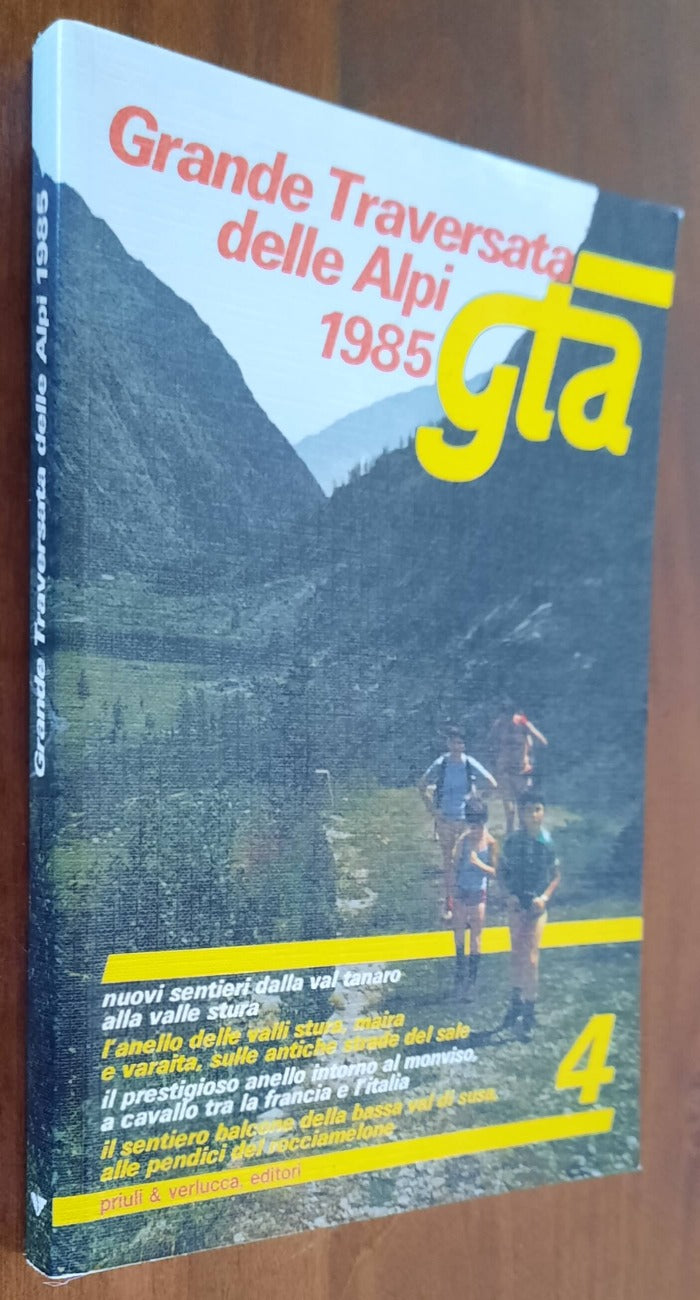 Grande Traversata
delle Alpi
1985
gta
Grande Traversata delle Alpi 1985
nuovi sentieri dalla val tanaro
alla valle stura
l'anello delle valli stura, maira
e varaita, sulle antiche strade del sale
il prestigioso anello intorno al monviso,
a cavallo tra la francia e l'italia
il sentiero balcone della bassa val di susa,
alle pendici del rocciamelone
4
priuli & verlucca, editori